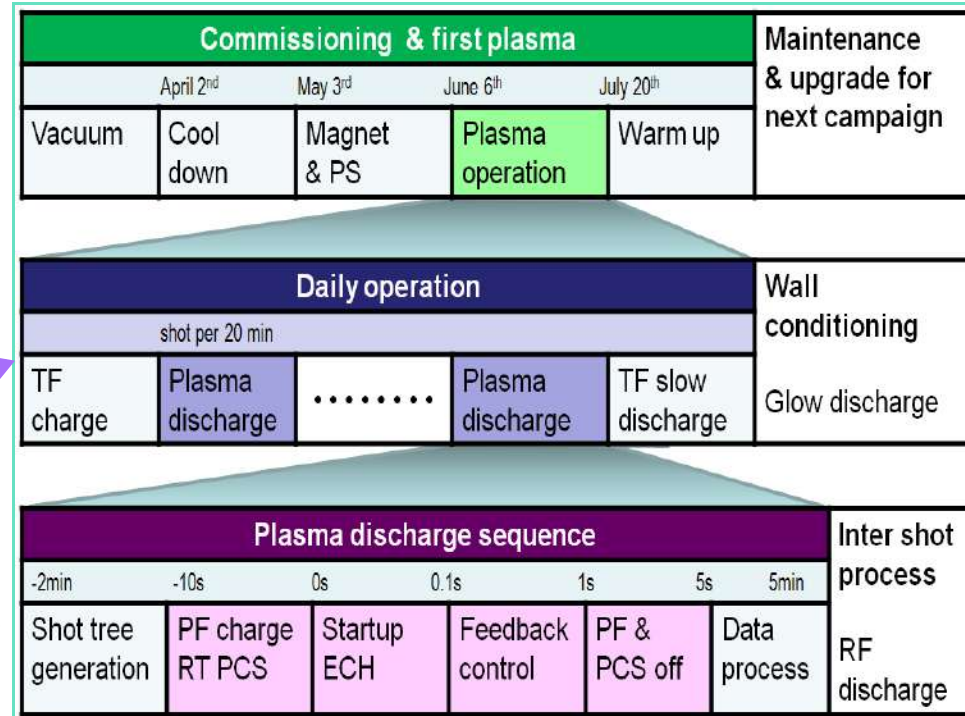 Commissioning & first plasma
Maintenance
& upgrade for
next campaign
April 2nd May 3rd June 6th July 20th
Vacuum Cool Magnet Plasma Warm up
down & PS operation
Daily operation
Wall
conditioning
shot per 20 min
TF Plasma ........ Plasma TF slow
charge discharge discharge discharge
Glow discharge
Plasma discharge sequence
Inter shot
process
-2min -10s 0s 0.1s 1s 5s 5min
Shot tree PF charge Startup Feedback PF & Data
generation RT PCS ECH control PCS off process
RF
discharge